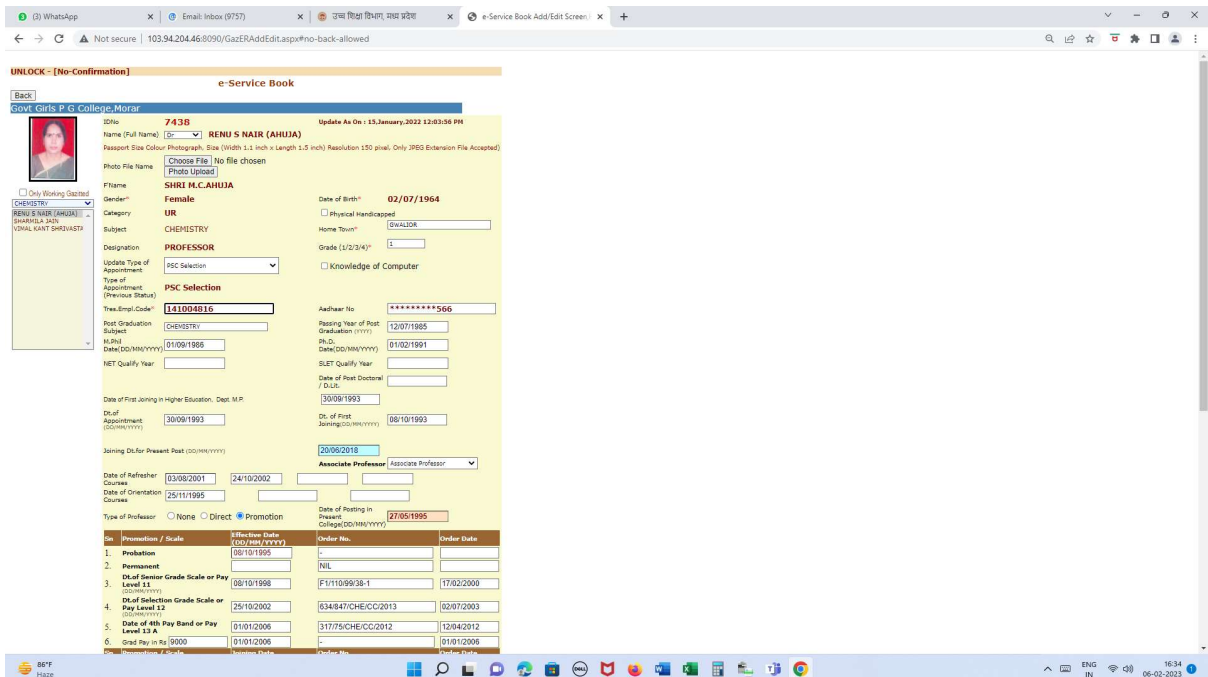 (3) WhatsApp
Email: Inbox (9757)
उच्च शिक्षा विभाग, मध्य प्रदेश
e-Service Book Add/Edit Screen,
Not secure | 103.94.204.46:8090/GazERAddEdit.aspx#no-back-allowed
UNLOCK - [No-Confirmation]
e-Service Book
Back
Govt Girls P G College,Morar
IDNo 7438 Update As On : 15,January,2022 12:03:56 PM
Name (Full Name) Dr RENU S NAIR (AHUJA)
Passport Size Colour Photograph, Size (Width 1.1 inch x Length 1.5 inch) Resolution 150 pixel, Only JPEG Extension File Accepted)
Photo File Name Choose File No file chosen
Photo Upload
F'Name SHRI M.C.AHUJA
Only Working Gazitted
CHEMISTRY
RENU S NAIR (AHUJA)
SHARMILA JAIN
VIMAL KANT SHRIVASTA
Gender* Female Date of Birth* 02/07/1964
Category UR Physical Handicapped
Subject CHEMISTRY Home Town* GWALIOR
Designation PROFESSOR Grade (1/2/3/4)* 1
Update Type of Appointment PSC Selection Knowledge of Computer
Type of Appointment (Previous Status) PSC Selection
Tres.Empl.Code* 141004816 Aadhaar No *********566
Post Graduation Subject CHEMISTRY Passing Year of Post Graduation (YYYY) 12/07/1985
M.Phil Date(DD/MM/YYYY) 01/09/1986 Ph.D. Date(DD/MM/YYYY) 01/02/1991
NET Qualify Year SLET Qualify Year
Date of Post Doctoral / D.Lit.
Date of First Joining in Higher Education, Dept. M.P. 30/09/1993
Dt.of Appointment (DD/MM/YYYY) 30/09/1993 Dt. of First Joining(DD/MM/YYYY) 08/10/1993
Joining Dt.for Present Post (DD/MM/YYYY) 20/06/2018
Associate Professor Associate Professor
Date of Refresher Courses 03/08/2001 24/10/2002
Date of Orientation Courses 25/11/1995
Type of Professor None Direct Promotion Date of Posting in Present College(DD/MM/YYYY) 27/05/1995
Sn Promotion / Scale Effective Date (DD/MM/YYYY) Order No. Order Date
1. Probation 08/10/1995 -
2. Permanent NIL
3. Dt.of Senior Grade Scale or Pay Level 11 (DD/MM/YYYY) 08/10/1998 F1/110/99/38-1 17/02/2000
4. Dt.of Selection Grade Scale or Pay Level 12 (DD/MM/YYYY) 25/10/2002 634/847/CHE/CC/2013 02/07/2003
5. Date of 4th Pay Band or Pay Level 13 A 01/01/2006 317/75/CHE/CC/2012 12/04/2012
6. Grad Pay in Rs 9000 01/01/2006 - 01/01/2006
Sn Promotion / Scale Joining Date Order No. Order Date
86°F
Haze
DELL
ENG
IN
16:34
06-02-2023
1